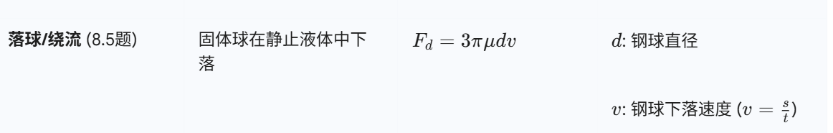 落球/绕流 (8.5题) 固体球在静止液体中下落 F_d = 3πμdv d: 钢球直径
v: 钢球下落速度 (v = s/t)